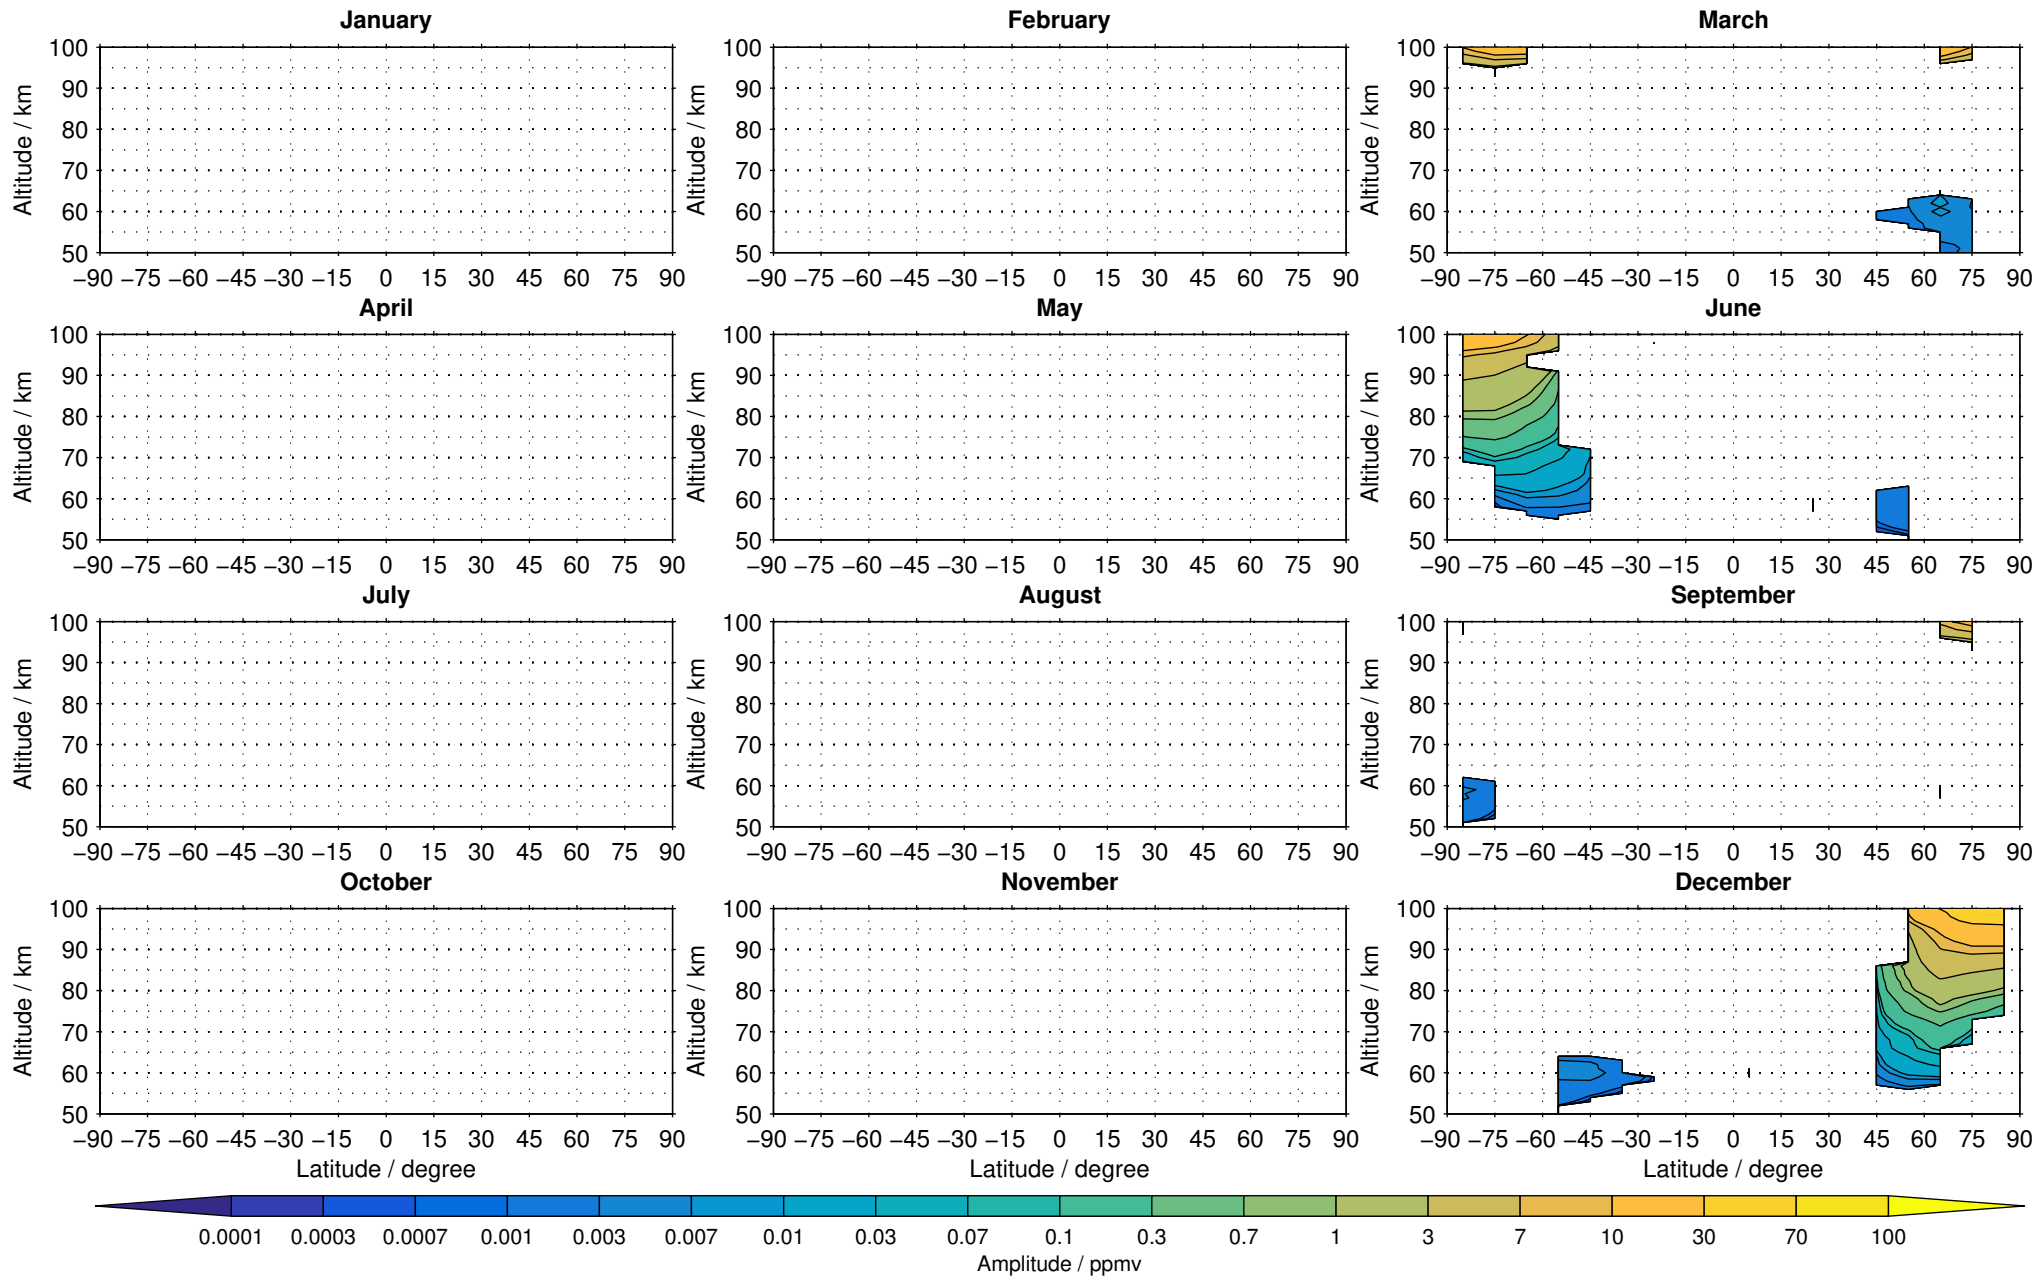 January February March
Altitude / km 100 90 80 70 60 50 Altitude / km 100 90 80 70 60 50 Altitude / km 100 90 80 70 60 50
−90 −75 −60 −45 −30 −15 0 15 30 45 60 75 90 −90 −75 −60 −45 −30 −15 0 15 30 45 60 75 90 −90 −75 −60 −45 −30 −15 0 15 30 45 60 75 90
April May June
Altitude / km 100 90 80 70 60 50 Altitude / km 100 90 80 70 60 50 Altitude / km 100 90 80 70 60 50
−90 −75 −60 −45 −30 −15 0 15 30 45 60 75 90 −90 −75 −60 −45 −30 −15 0 15 30 45 60 75 90 −90 −75 −60 −45 −30 −15 0 15 30 45 60 75 90
July August September
Altitude / km 100 90 80 70 60 50 Altitude / km 100 90 80 70 60 50 Altitude / km 100 90 80 70 60 50
−90 −75 −60 −45 −30 −15 0 15 30 45 60 75 90 −90 −75 −60 −45 −30 −15 0 15 30 45 60 75 90 −90 −75 −60 −45 −30 −15 0 15 30 45 60 75 90
October November December
Altitude / km 100 90 80 70 60 50 Altitude / km 100 90 80 70 60 50 Altitude / km 100 90 80 70 60 50
−90 −75 −60 −45 −30 −15 0 15 30 45 60 75 90 −90 −75 −60 −45 −30 −15 0 15 30 45 60 75 90 −90 −75 −60 −45 −30 −15 0 15 30 45 60 75 90
Latitude / degree Latitude / degree Latitude / degree
0.0001 0.0003 0.0007 0.001 0.003 0.007 0.01 0.03 0.07 0.1 0.3 0.7 1 3 7 10 30 70 100
Amplitude / ppmv